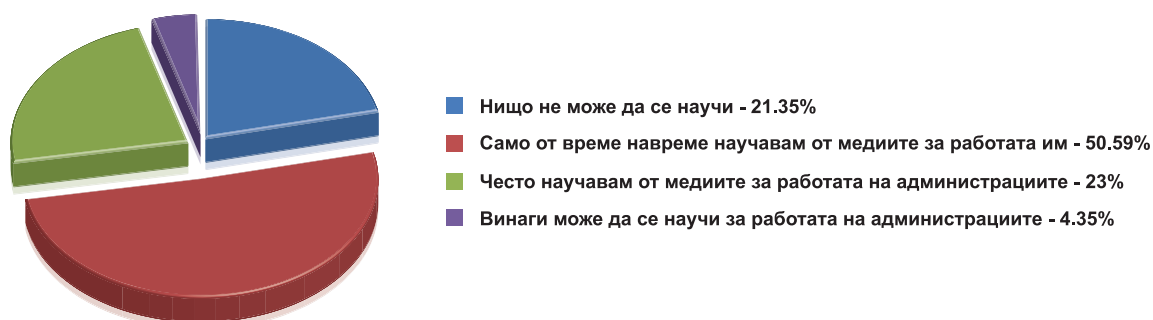 Нищо не може да се научи - 21.35%
Само от време навреме научавам от медиите за работата им - 50.59%
Често научавам от медиите за работата на администрациите - 23%
Винаги може да се научи за работата на администрациите - 4.35%